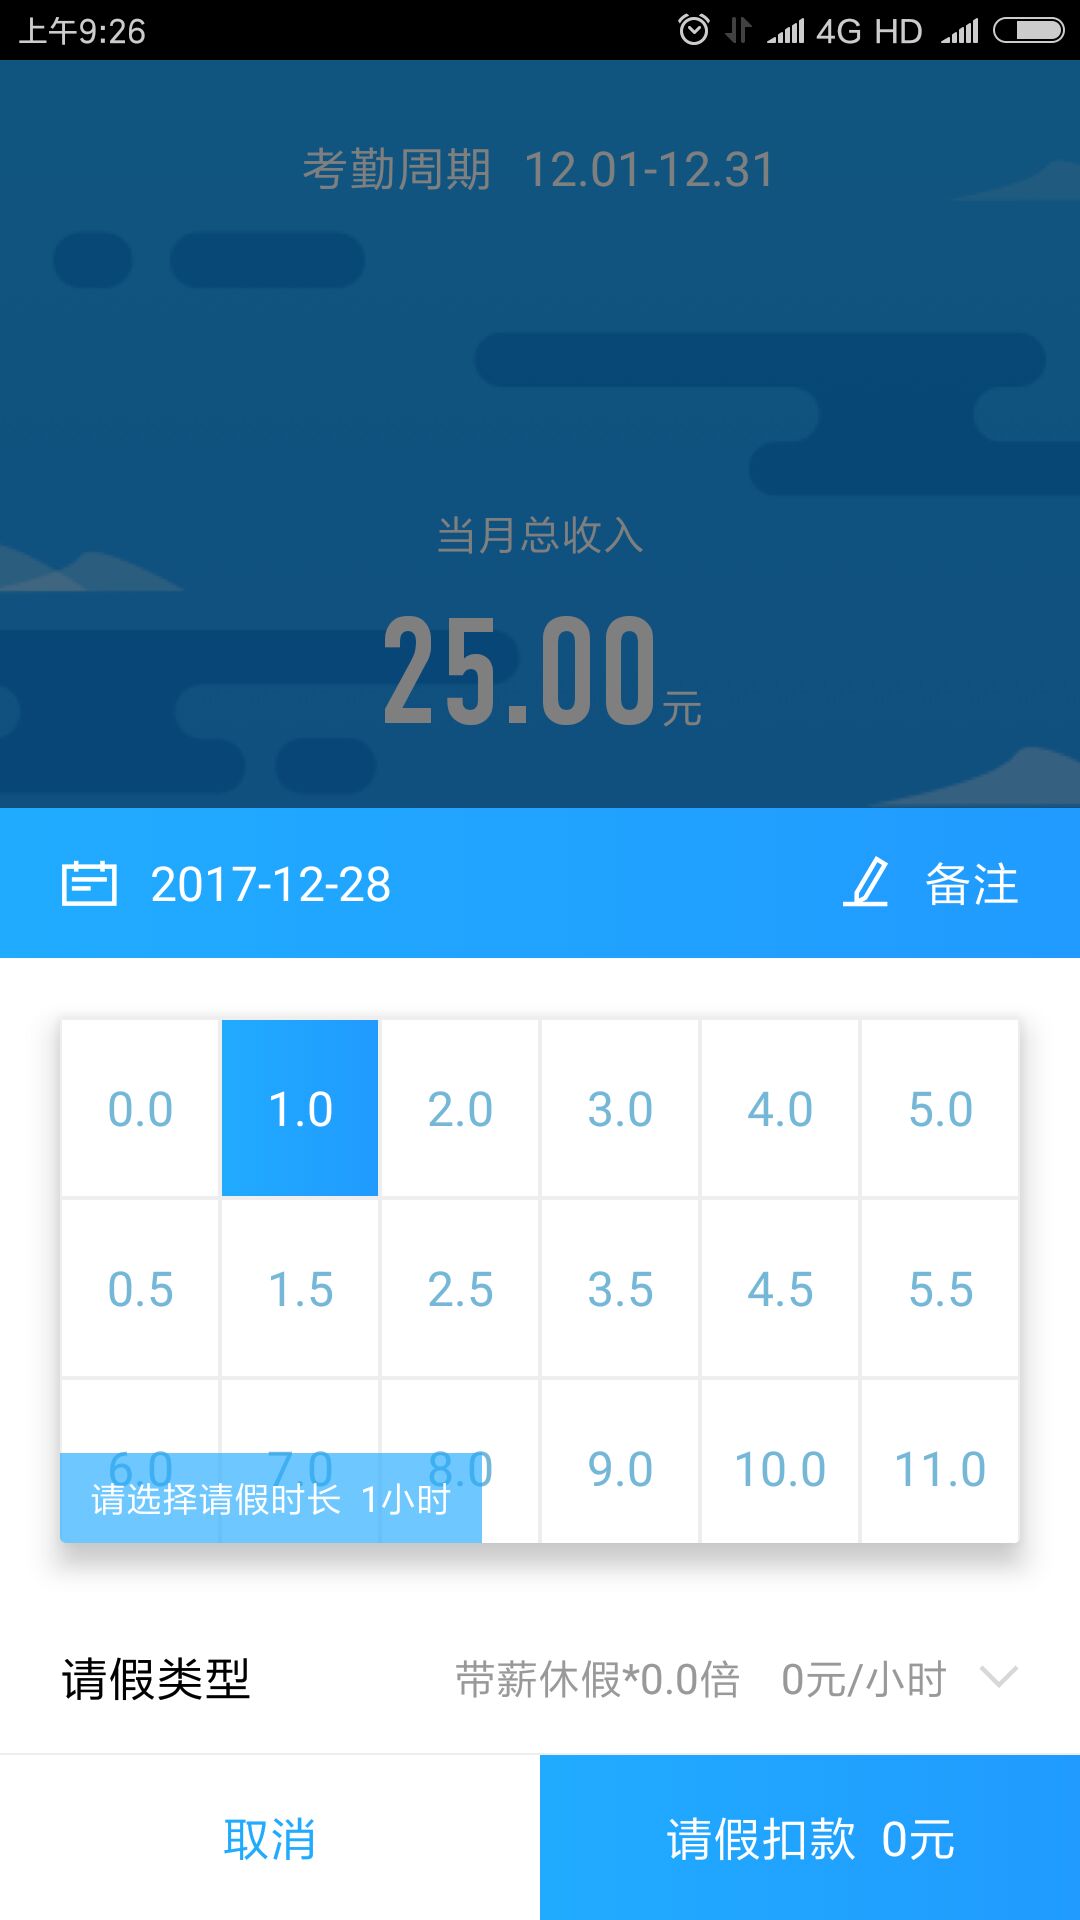 上午9:26 4G HD
考勤周期 12.01-12.31
当月总收入
25.00元
2017-12-28 备注
0.0 1.0 2.0 3.0 4.0 5.0
0.5 1.5 2.5 3.5 4.5 5.5
6.0 7.0 8.0 9.0 10.0 11.0
请选择请假时长 1小时
请假类型 带薪休假*0.0倍 0元/小时
取消 请假扣款 0元